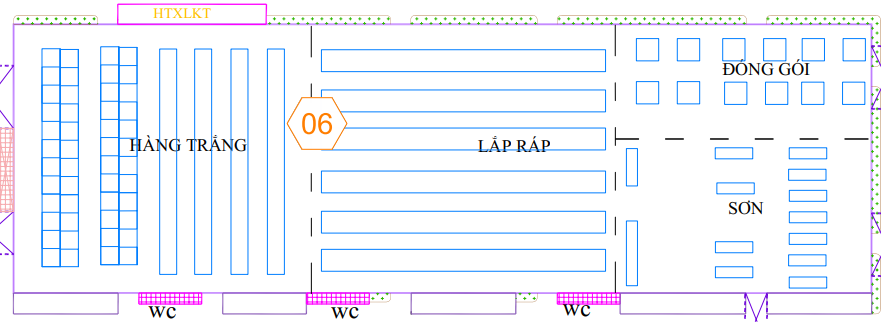 HTXLKT
ĐÓNG GÓI
06
HÀNG TRẮNG
LẮP RÁP
SƠN
wc
wc
wc